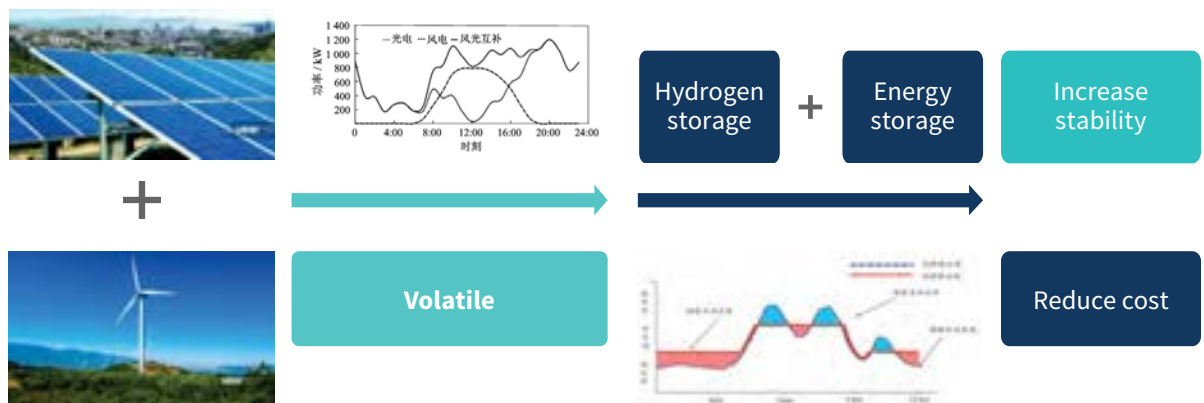 1 400
1 200
1 000
800
600
400
200
功率 / kW
光电 风电 风光互补
0 4:00 8:00 12:00 16:00 20:00 24:00
时刻
Hydrogen
storage
+
Energy
storage
Increase
stability
+
Volatile
Reduce cost